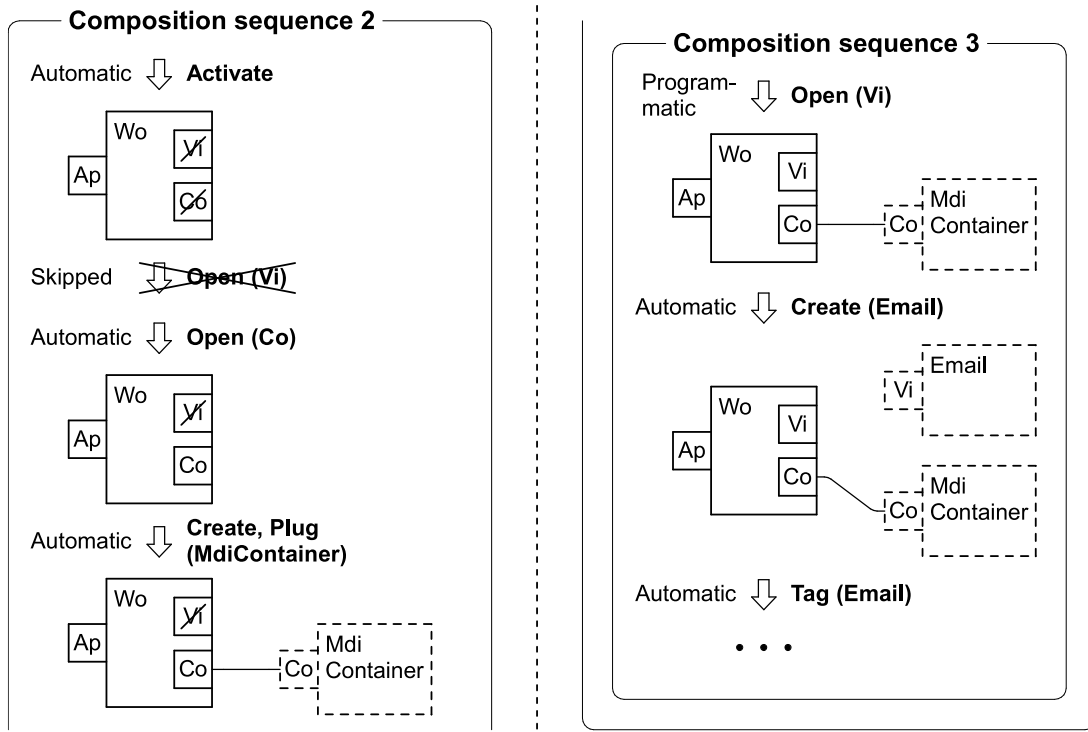 Composition sequence 2
Automatic Activate
Wo
Vi
Ap
Co
Skipped Open (Vi)
Automatic Open (Co)
Wo
Vi
Ap
Co
Automatic Create, Plug
(MdiContainer)
Wo
Vi
Ap
Co
Co
Mdi
Container
Composition sequence 3
Program-
matic
Open (Vi)
Wo
Vi
Ap
Co
Co
Mdi
Container
Automatic Create (Email)
Wo
Vi
Ap
Co
Vi
Email
Co
Mdi
Container
Automatic Tag (Email)
• • •